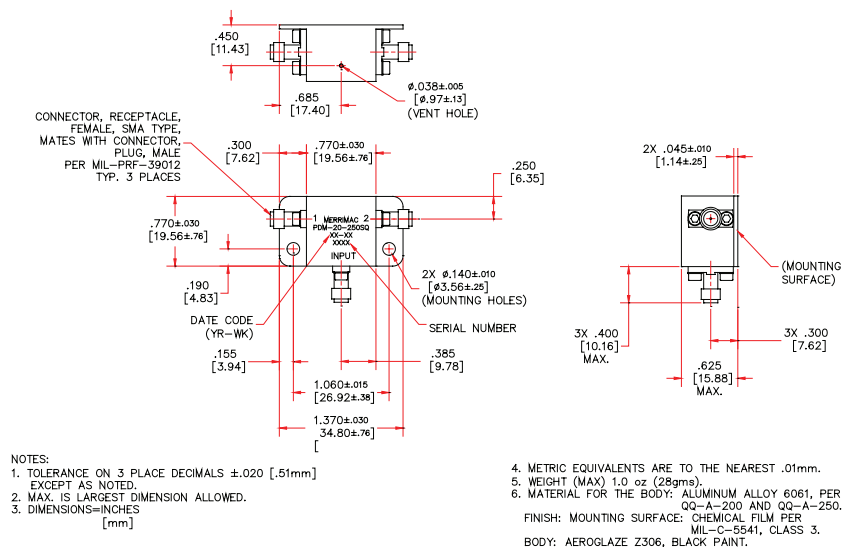 .450
[11.43]
.685
[17.40]
ø.038±.005
[ø.97±.13]
(VENT HOLE)
CONNECTOR, RECEPTACLE,
FEMALE, SMA TYPE,
MATES WITH CONNECTOR,
PLUG, MALE
PER MIL-PRF-39012
TYP. 3 PLACES
.300
[7.62]
.770±.030
[19.56±.76]
.250
[6.35]
2X .045±.010
[1.14±.25]
.770±.030
[19.56±.76]
1 MERRIMAC 2
PDM-20-250SQ
XX-XX
XXXX
INPUT
.190
[4.83]
2X ø.140±.010
[ø3.56±.25]
(MOUNTING HOLES)
DATE CODE
(YR-WK)
SERIAL NUMBER
.155
[3.94]
.385
[9.78]
1.060±.015
[26.92±.38]
1.370±.030
34.80±.76]
[
(MOUNTING
SURFACE)
3X .400
[10.16]
MAX.
3X .300
[7.62]
.625
[15.88]
MAX.
NOTES:
1. TOLERANCE ON 3 PLACE DECIMALS ±.020 [.51mm]
EXCEPT AS NOTED.
2. MAX. IS LARGEST DIMENSION ALLOWED.
3. DIMENSIONS=INCHES
[mm]
4. METRIC EQUIVALENTS ARE TO THE NEAREST .01mm.
5. WEIGHT (MAX) 1.0 oz (28gms).
6. MATERIAL FOR THE BODY: ALUMINUM ALLOY 6061, PER
QQ-A-200 AND QQ-A-250.
FINISH: MOUNTING SURFACE: CHEMICAL FILM PER
MIL-C-5541, CLASS 3.
BODY: AEROGLAZE Z306, BLACK PAINT.